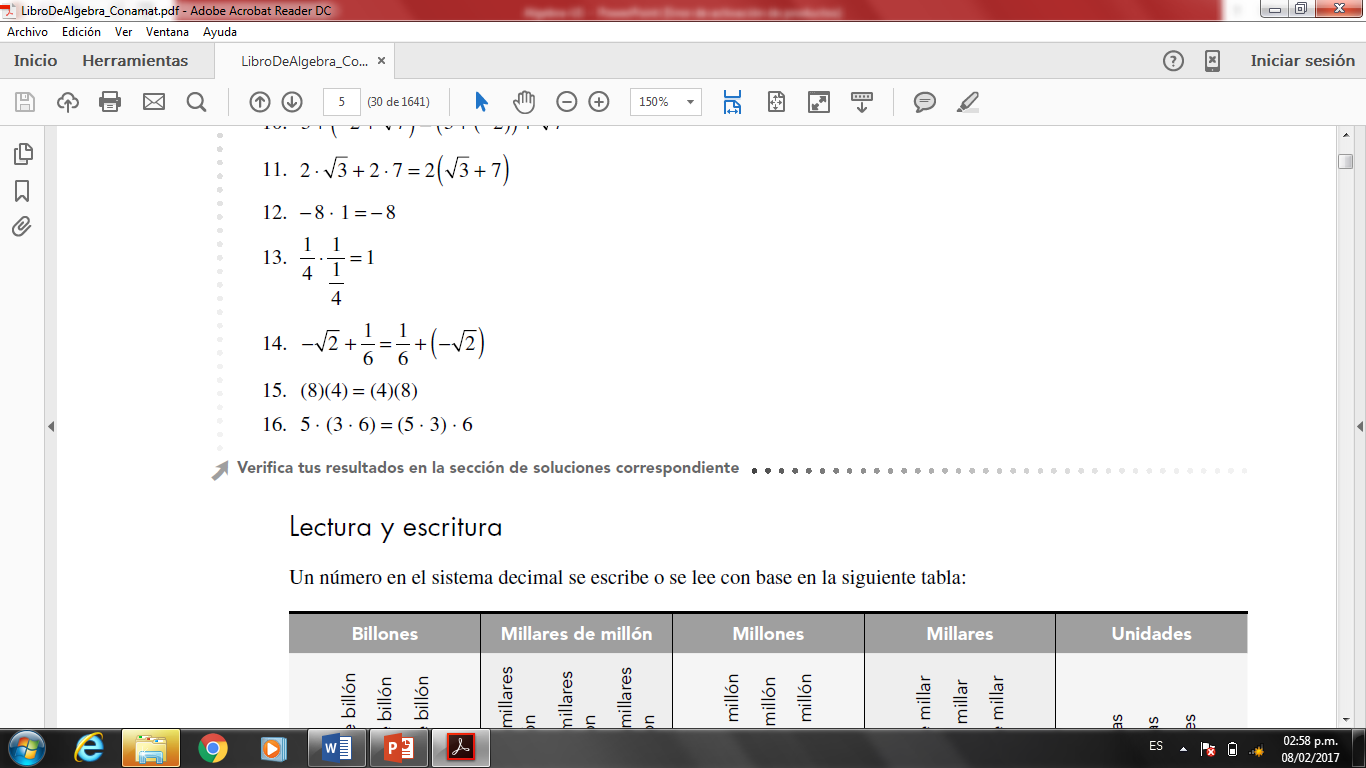 LibroDeAlgebra_Conamat.pdf - Adobe Acrobat Reader DC
Archivo Edición Ver Ventana Ayuda
Inicio Herramientas LibroDeAlgebra_Co... × Iniciar sesión
5 (30 de 1641) 150%
11. 2 · √3 + 2 · 7 = 2(√3 + 7)
12. −8 · 1 = −8
13. 1/4 · 1/(1/4) = 1
14. −√2 + 1/6 = 1/6 + (−√2)
15. (8)(4) = (4)(8)
16. 5 · (3 · 6) = (5 · 3) · 6
Verifica tus resultados en la sección de soluciones correspondiente
Lectura y escritura
Un número en el sistema decimal se escribe o se lee con base en la siguiente tabla:
Billones Millares de millón Millones Millares Unidades
billón billón billón millares millares millares millón millón millón millar millar millar
ES 02:58 p.m.
08/02/2017